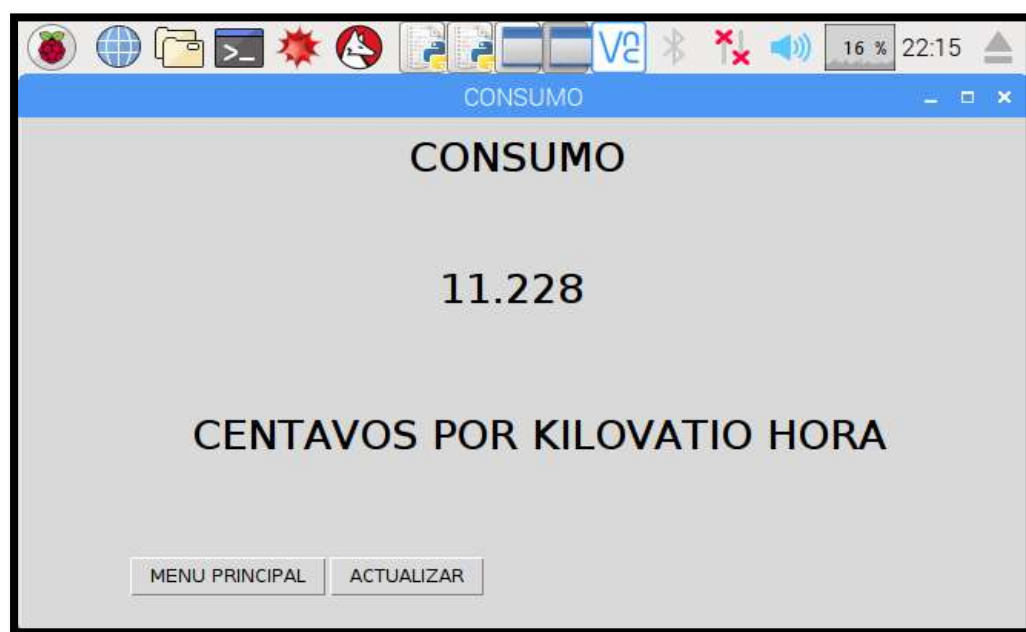 16 % 22:15
CONSUMO
CONSUMO
11.228
CENTAVOS POR KILOVATIO HORA
MENU PRINCIPAL ACTUALIZAR